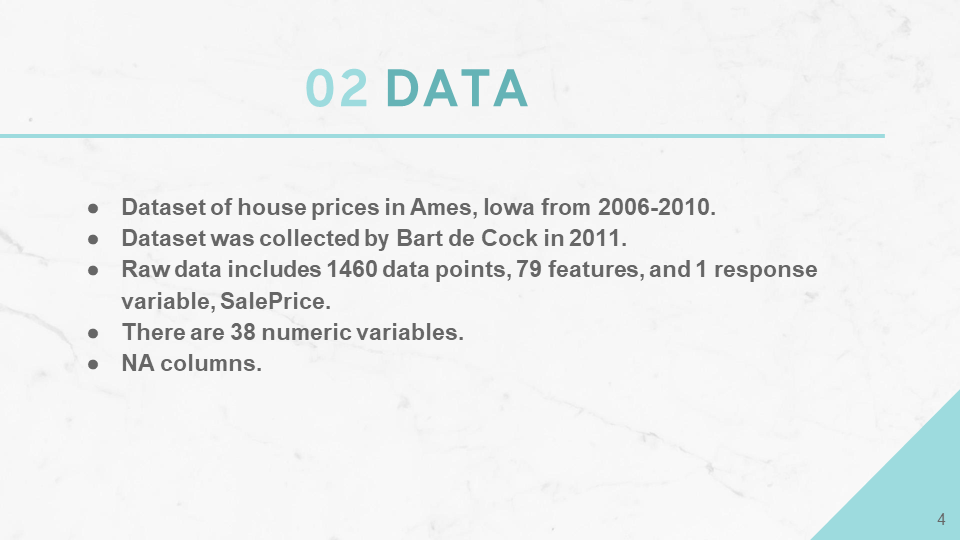 02 DATA
● Dataset of house prices in Ames, Iowa from 2006-2010.
● Dataset was collected by Bart de Cock in 2011.
● Raw data includes 1460 data points, 79 features, and 1 response
variable, SalePrice.
● There are 38 numeric variables.
● NA columns.
4